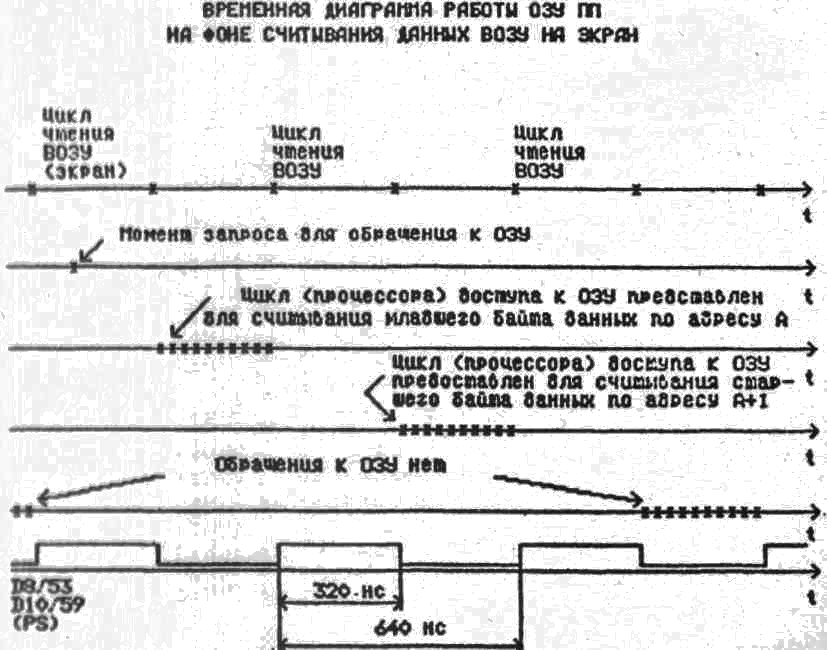 ВРЕМЕННАЯ ДИАГРАММА РАБОТЫ ОЗУ ПП
НА ФОНЕ СЧИТЫВАНИЯ ДАННЫХ ВОЗУ НА ЭКРАН
Цикл
чтения
ВОЗУ
(экран)
Цикл
чтения
ВОЗУ
Цикл
чтения
ВОЗУ
t
Момент запроса для обращения к ОЗУ
t
Цикл (процессора) доступа к ОЗУ представлен
для считывания младшего байта данных по адресу А
t
Цикл (процессора) доступа к ОЗУ
предоставлен для считывания стар-
шего байта данных по адресу А+1
t
Обращения к ОЗУ нет
t
D8/53
D10/59
(PS)
320 нс
640 нс
t